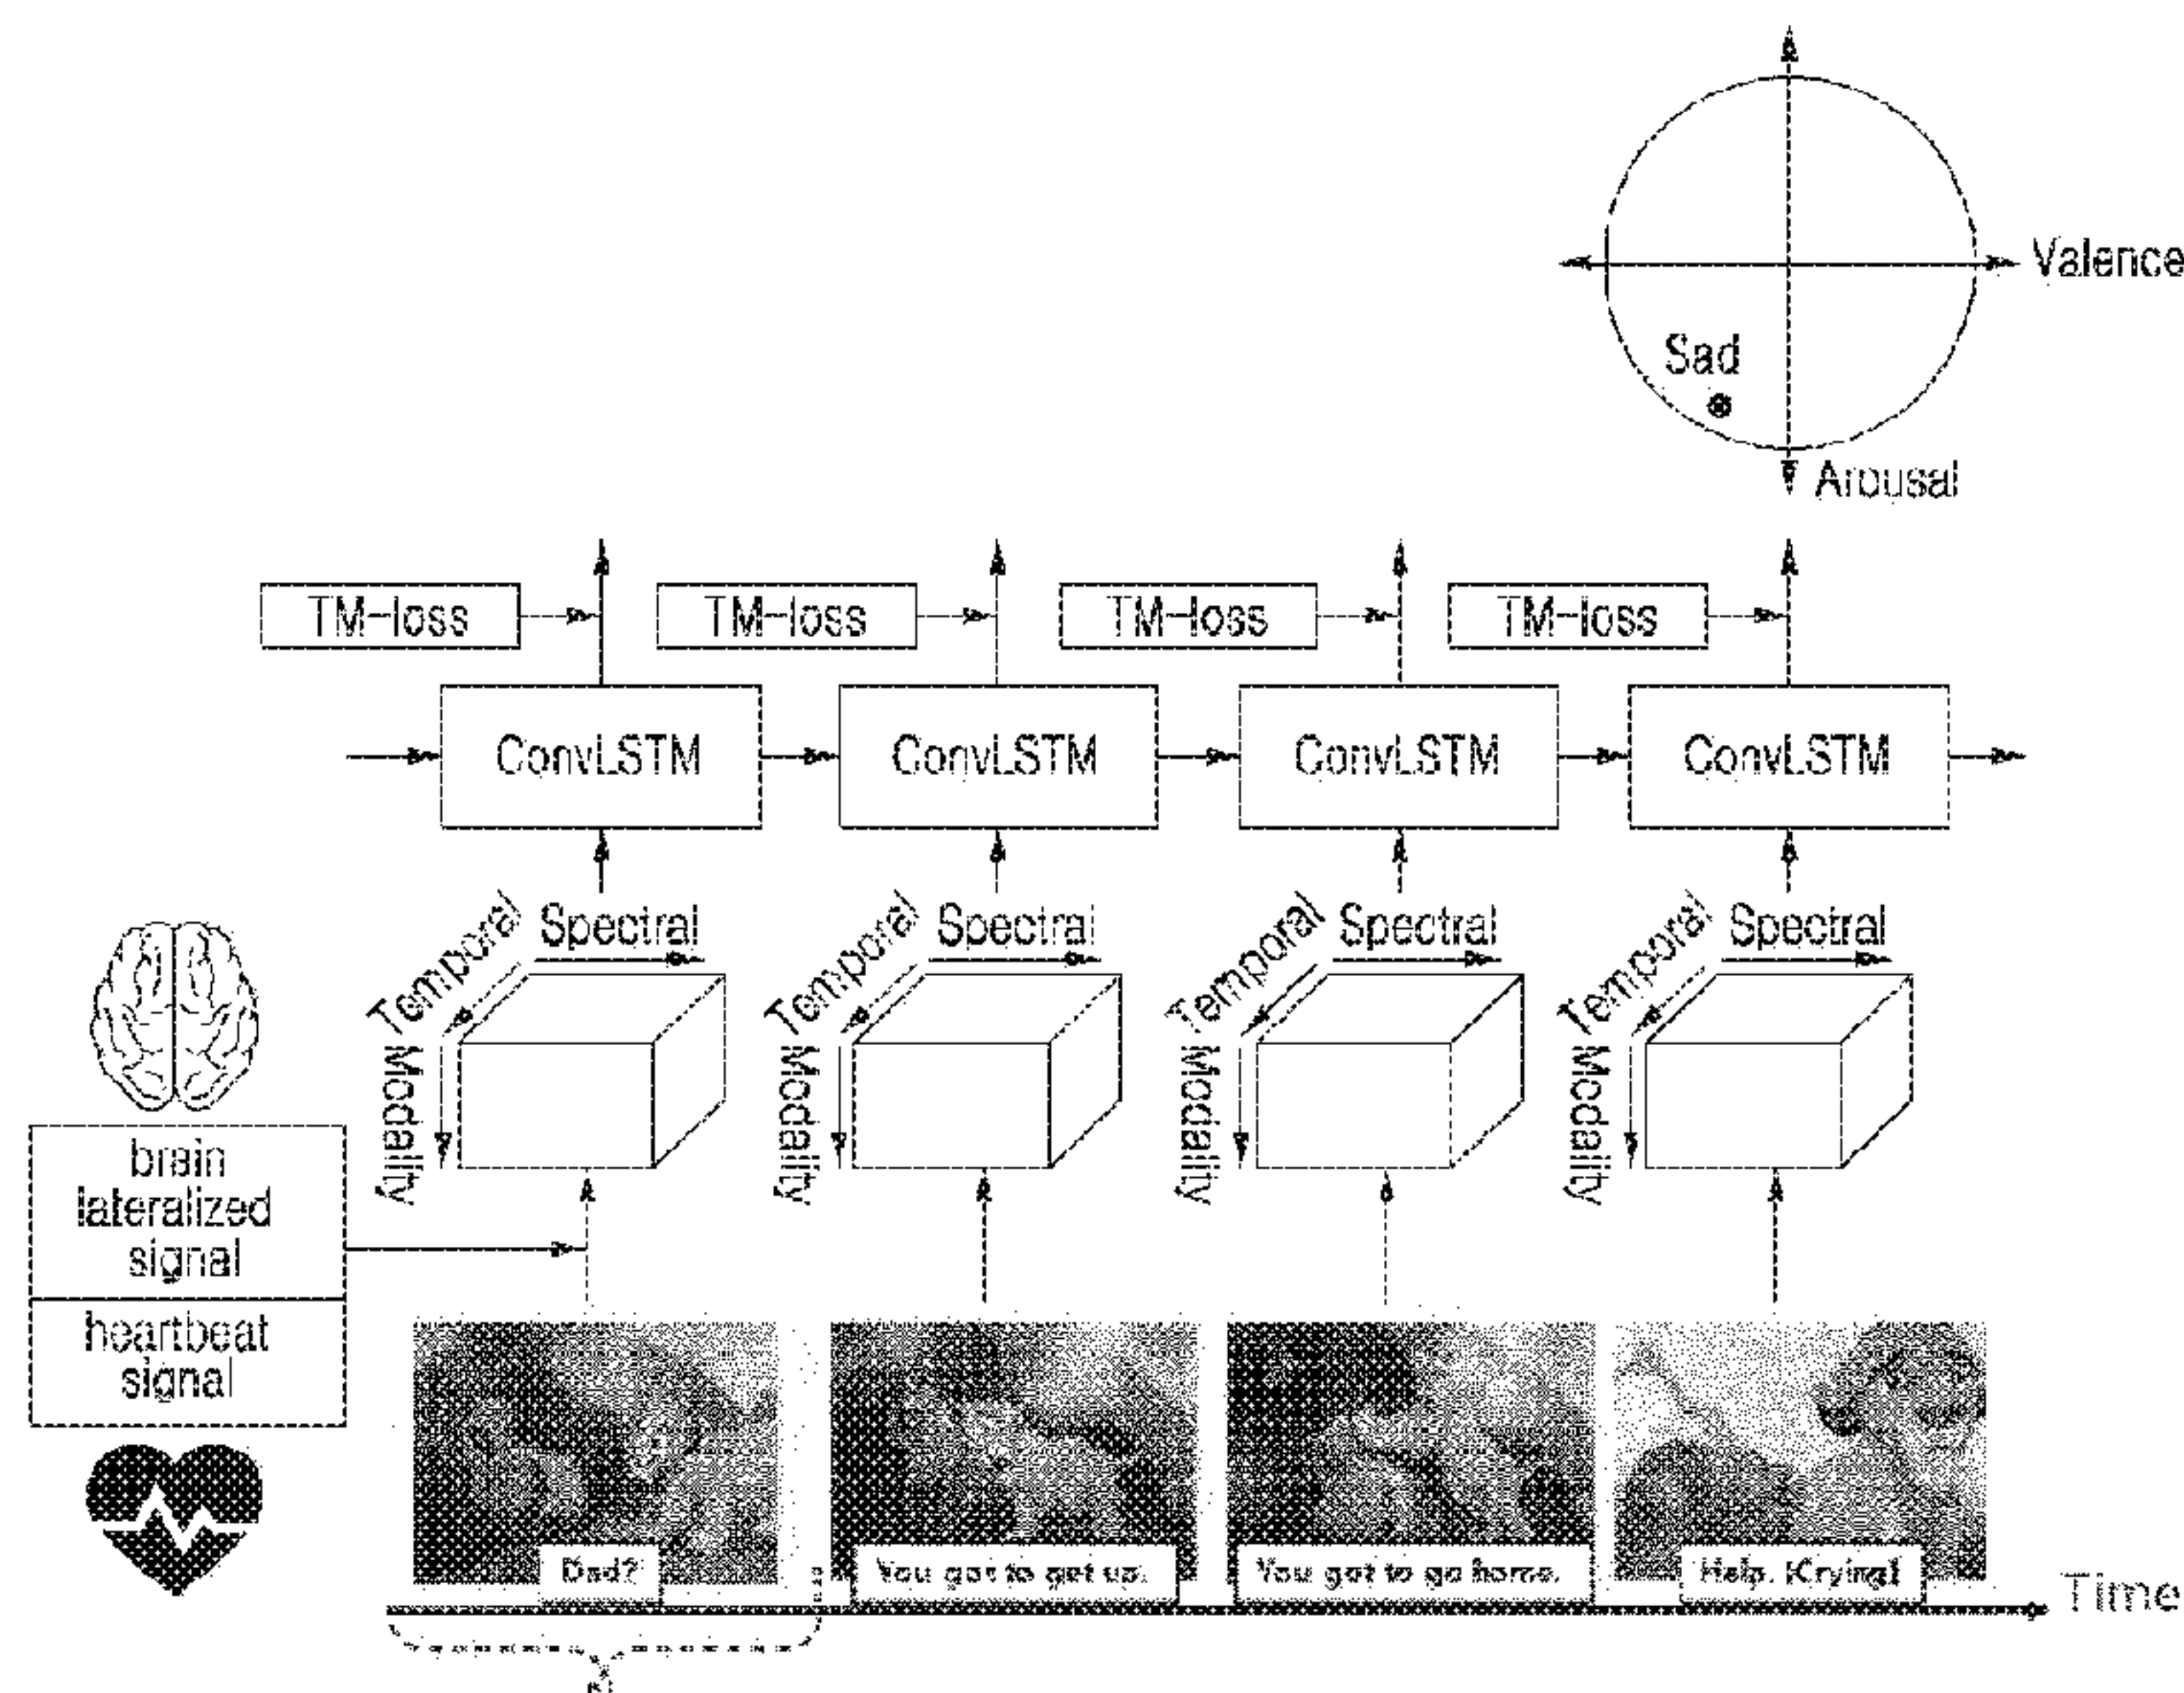 Valence
Sad
Arousal
TM-loss TM-loss TM-loss TM-loss
ConvLSTM ConvLSTM ConvLSTM ConvLSTM
Temporal Spectral Temporal Spectral Temporal Spectral Temporal Spectral
Modality Modality Modality Modality
brain
lateralized
signal
heartbeat
signal
Dad? You got to get up. You got to go home. Help. [Crying]
Time